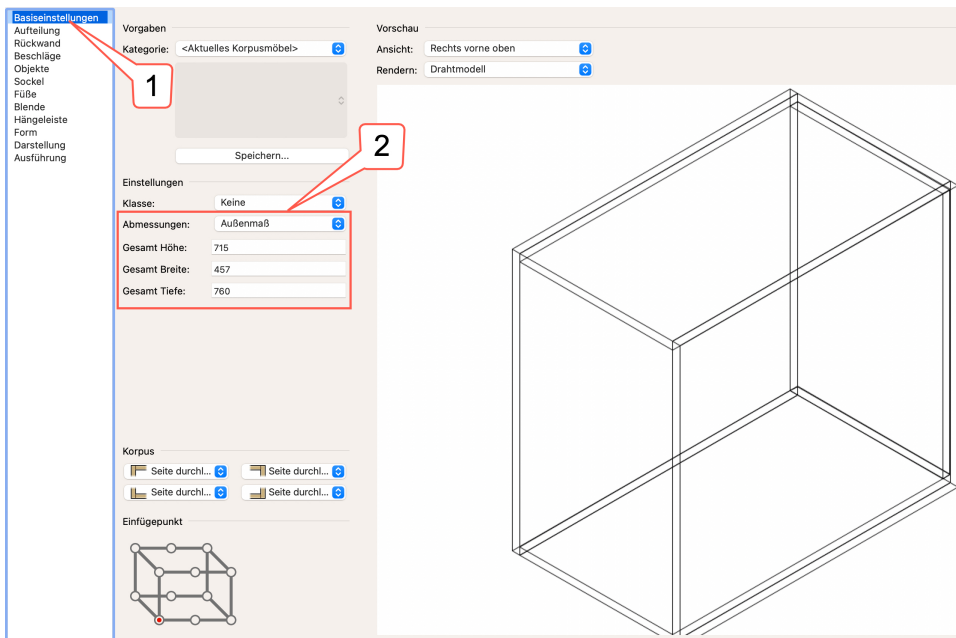 Basiseinstellungen
Aufteilung
Rückwand
Beschläge
Objekte
Sockel
Füße
Blende
Hängeleiste
Form
Darstellung
Ausführung
1
Vorgaben
Kategorie: <Aktuelles Korpusmöbel>
Speichern...
2
Einstellungen
Klasse: Keine
Abmessungen: Außenmaß
Gesamt Höhe: 715
Gesamt Breite: 457
Gesamt Tiefe: 760
Korpus
Seite durchl... Seite durchl...
Seite durchl... Seite durchl...
Einfügepunkt
Vorschau
Ansicht: Rechts vorne oben
Rendern: Drahtmodell